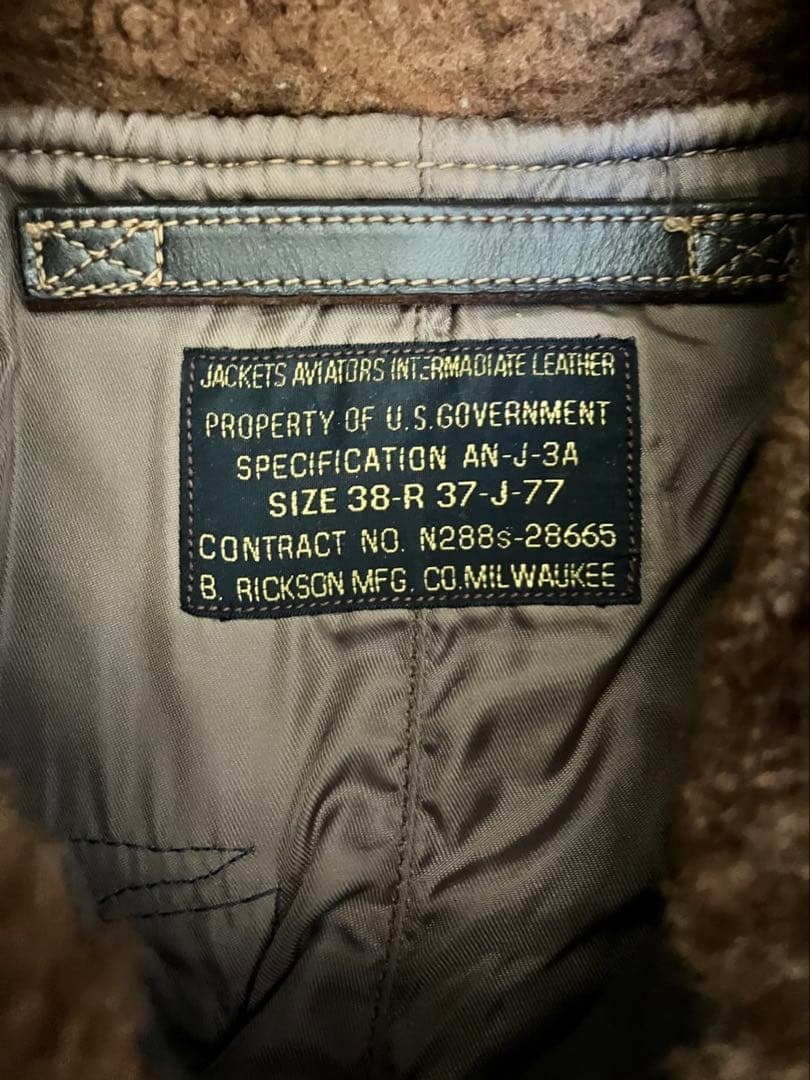 JACKETS AVIATORS INTERMADIATE LEATHER
PROPERTY OF U.S.GOVERNMENT
SPECIFICATION AN-J-3A
SIZE 38-R 37-J-77
CONTRACT NO. N288s-28665
B. RICKSON MFG. CO.MILWAUKEE